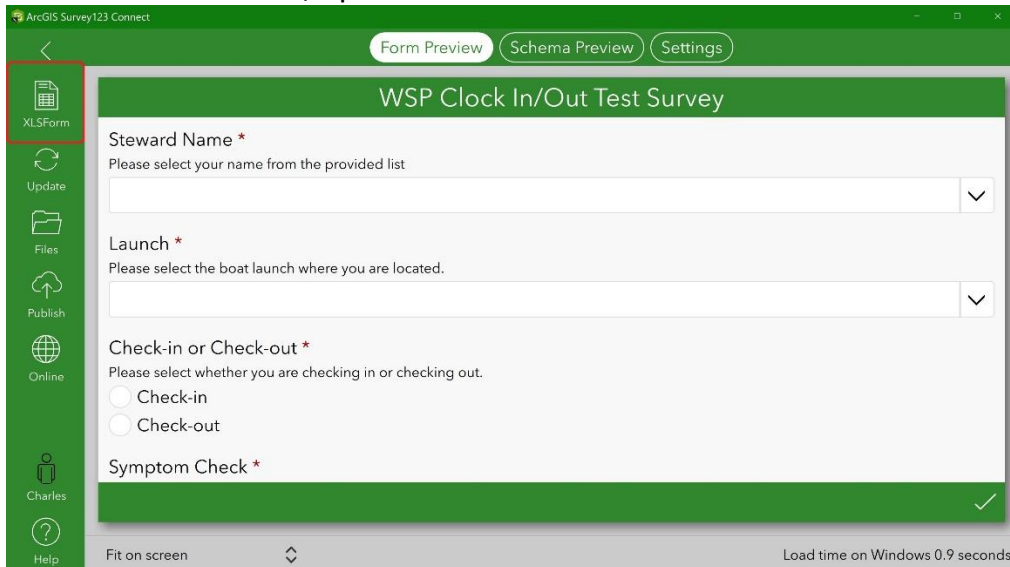 ArcGIS Survey123 Connect
Form Preview
Schema Preview
Settings
XLSForm
Update
Files
Publish
Online
Charles
Help
WSP Clock In/Out Test Survey
Steward Name *
Please select your name from the provided list
Launch *
Please select the boat launch where you are located.
Check-in or Check-out *
Please select whether you are checking in or checking out.
Check-in
Check-out
Symptom Check *
Fit on screen
Load time on Windows 0.9 seconds